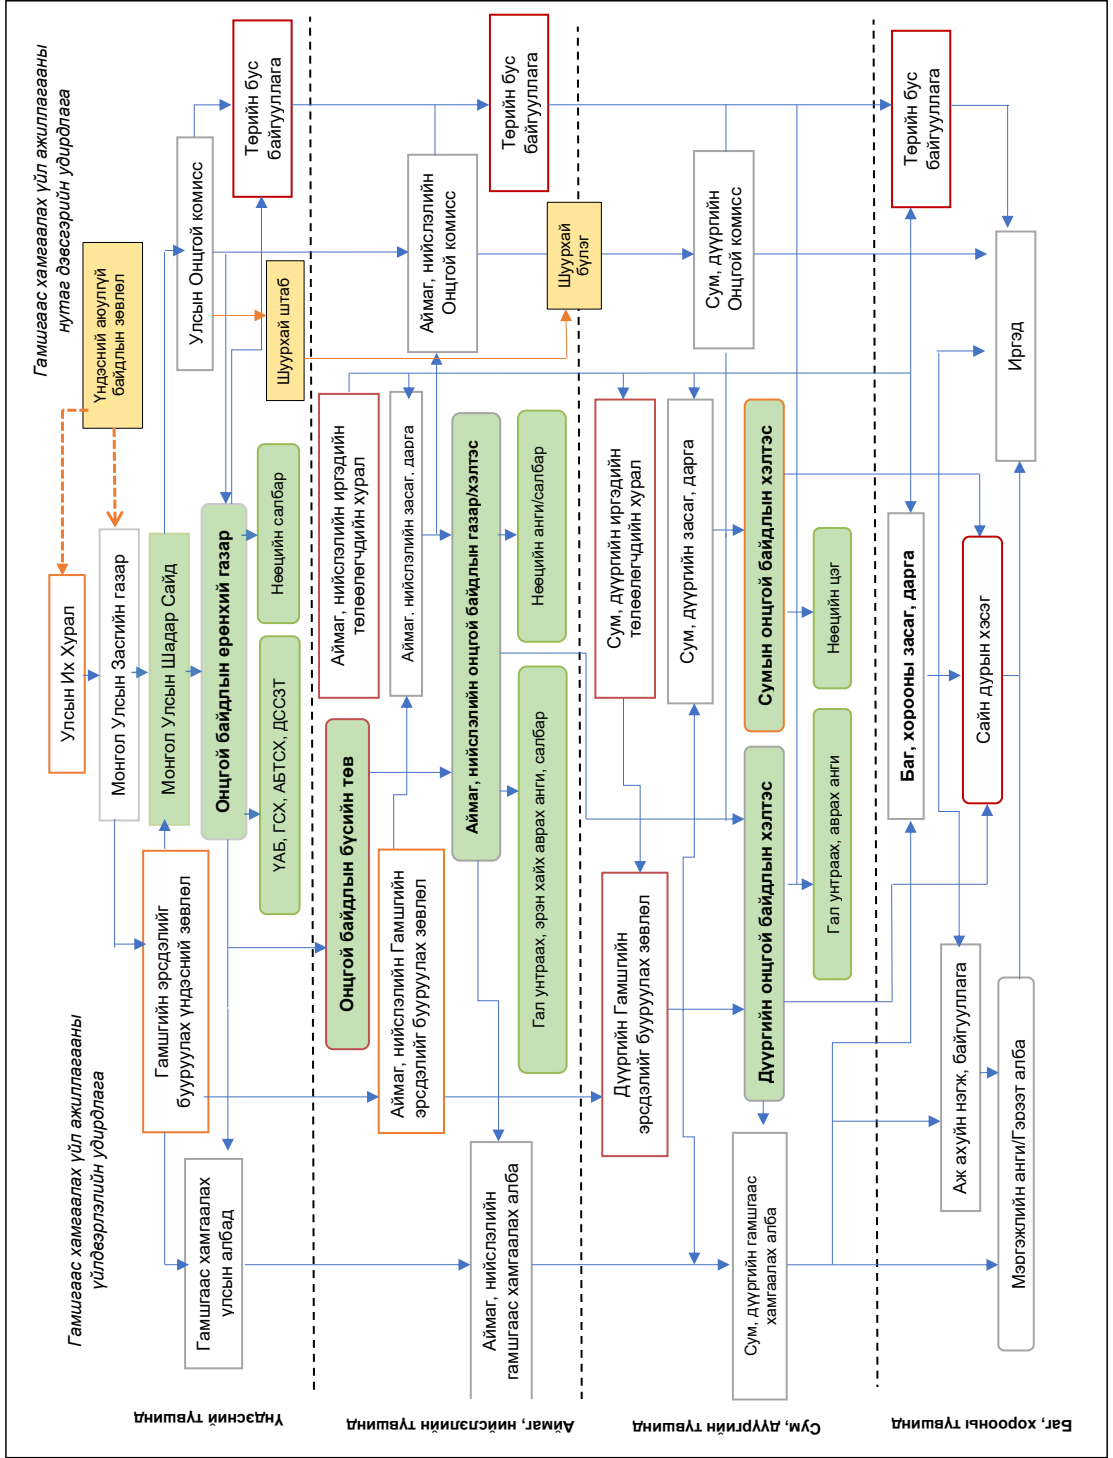 Гамшгаас хамгаалах үйл ажиллагааны
үйлдвэрлэлийн удирдлага
Гамшгаас хамгаалах үйл ажиллагааны
нутаг дэвсгэрийн удирдлага
Үндэсний түвшинд
Улсын Их Хурал
Үндэсний аюулгүй
байдлын зөвлөл
Монгол Улсын Засгийн газар
Гамшгийн эрсдэлийг
бууруулах үндэсний зөвлөл
Монгол Улсын Шадар Сайд
Улсын Онцгой комисс
Гамшгаас хамгаалах
улсын албад
Онцгой байдлын ерөнхий газар
Төрийн бус
байгууллага
ҮАБ, ГСХ, АБТСХ, ДССЗТ
Нөөцийн салбар
Шуурхай штаб
Аймаг, нийслэлийн түвшинд
Онцгой байдлын бүсийн төв
Аймаг, нийслэлийн иргэдийн
төлөөлөгчдийн хурал
Аймаг, нийслэлийн Гамшгийн
эрсдэлийг бууруулах зөвлөл
Аймаг. нийслэлийн засаг. дарга
Аймаг, нийслэлийн
Онцгой комисс
Аймаг, нийслэлийн
гамшгаас хамгаалах алба
Аймаг, нийслэлийн онцгой байдлын газар/хэлтэс
Төрийн бус
байгууллага
Гал унтраах, эрэн хайх аврах анги, салбар
Нөөцийн анги/салбар
Шуурхай
бүлэг
Сум, дүүргийн түвшинд
Дүүргийн Гамшгийн
эрсдэлийг бууруулах зөвлөл
Сум, дүүргийн иргэдийн
төлөөлөгчдийн хурал
Сум, дүүргийн засаг, дарга
Сум, дүүргийн
Онцгой комисс
Сум, дүүргийн гамшгаас
хамгаалах алба
Дүүргийн онцгой байдлын хэлтэс
Сумын онцгой байдлын хэлтэс
Гал унтраах, аврах анги
Нөөцийн цэг
Баг, хорооны түвшинд
Баг, хорооны засаг, дарга
Төрийн бус
байгууллага
Аж ахуйн нэгж, байгууллага
Сайн дурын хэсэг
Иргэд
Мэргэжлийн анги/Гэрээт алба